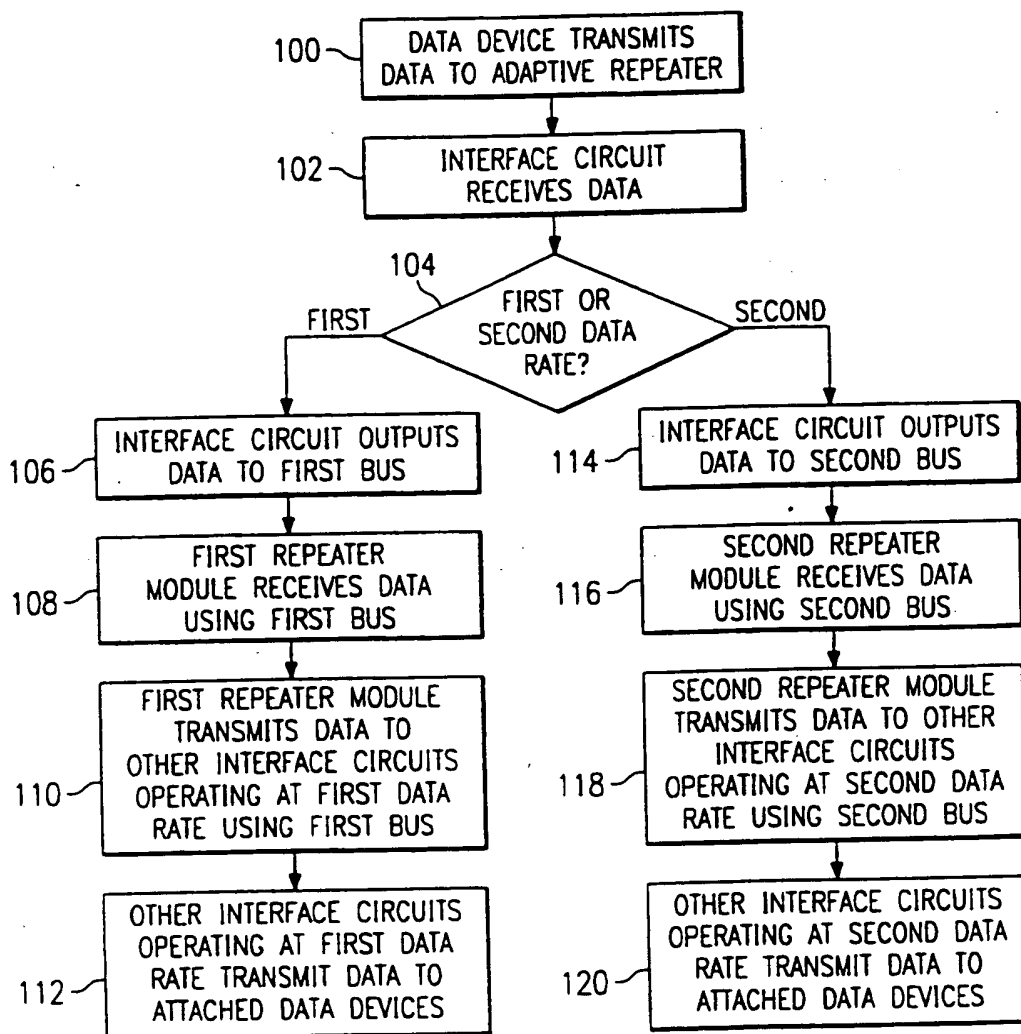 100
DATA DEVICE TRANSMITS
DATA TO ADAPTIVE REPEATER
102
INTERFACE CIRCUIT
RECEIVES DATA
104
FIRST OR
SECOND DATA
RATE?
FIRST
SECOND
106
INTERFACE CIRCUIT OUTPUTS
DATA TO FIRST BUS
108
FIRST REPEATER
MODULE RECEIVES DATA
USING FIRST BUS
110
FIRST REPEATER MODULE
TRANSMITS DATA TO
OTHER INTERFACE CIRCUITS
OPERATING AT FIRST DATA
RATE USING FIRST BUS
112
OTHER INTERFACE CIRCUITS
OPERATING AT FIRST DATA
RATE TRANSMIT DATA TO
ATTACHED DATA DEVICES
114
INTERFACE CIRCUIT OUTPUTS
DATA TO SECOND BUS
116
SECOND REPEATER
MODULE RECEIVES DATA
USING SECOND BUS
118
SECOND REPEATER MODULE
TRANSMITS DATA TO OTHER
INTERFACE CIRCUITS
OPERATING AT SECOND DATA
RATE USING SECOND BUS
120
OTHER INTERFACE CIRCUITS
OPERATING AT SECOND DATA
RATE TRANSMIT DATA TO
ATTACHED DATA DEVICES